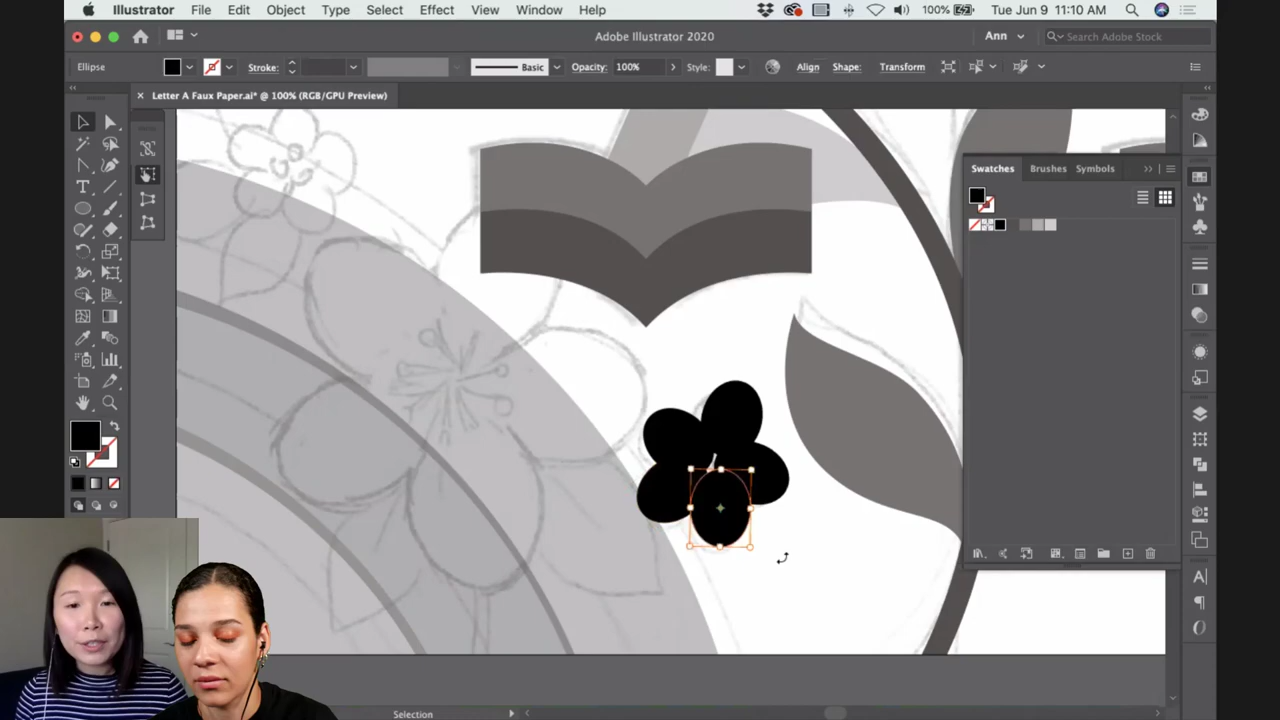 Illustrator File Edit Object Type Select Effect View Window Help 100% Tue Jun 9 11:10 AM
Adobe Illustrator 2020 Ann Search Adobe Stock
Ellipse Stroke: Basic Opacity: 100% Style: Align Shape: Transform
Letter A Faux Paper.ai* @ 100% (RGB/GPU Preview)
Swatches Brushes Symbols
Selection